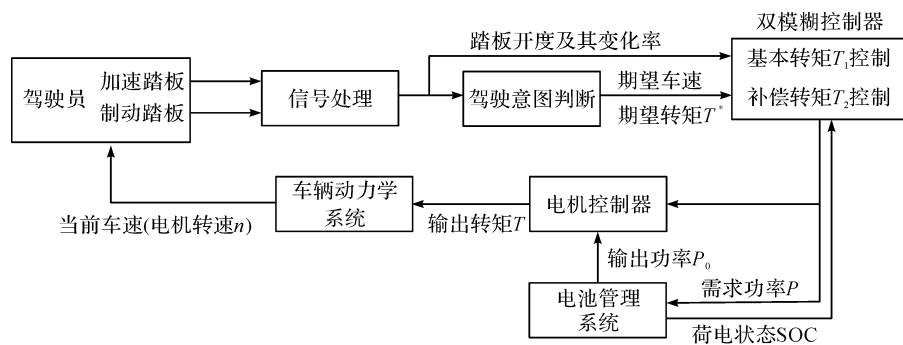 双模糊控制器
踏板开度及其变化率
基本转矩T₁控制
补偿转矩T₂控制
驾驶员
加速踏板
制动踏板
信号处理
驾驶意图判断
期望车速
期望转矩T*
当前车速(电机转速n)
车辆动力学
系统
输出转矩T
电机控制器
输出功率P₀
电池管理
系统
需求功率P
荷电状态SOC